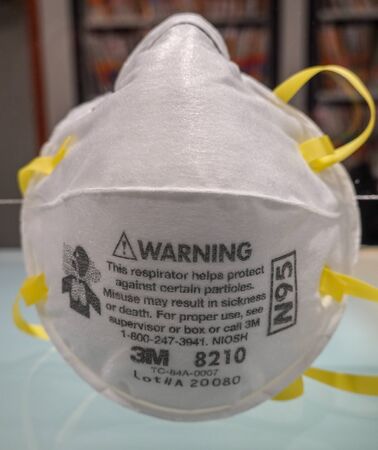 WARNING
This respirator helps protect
against certain particles.
Misuse may result in sickness
or death. For proper use, see
supervisor or box or call 3M
1-800-247-3941. NIOSH
N95
3M 8210
TC-84A-0007
Lot#A 20080